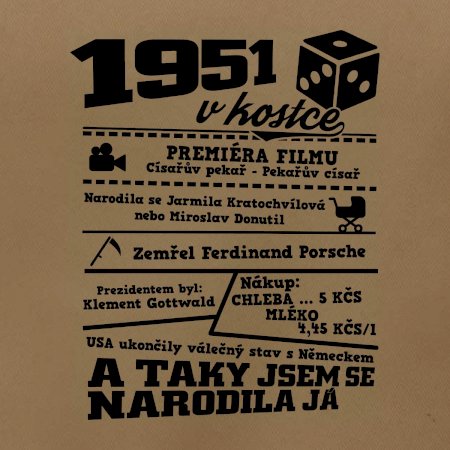 1951
v kostce
PREMIÉRA FILMU
Císařův pekař - Pekařův císař
Narodila se Jarmila Kratochvílová
nebo Miroslav Donutil
Zemřel Ferdinand Porsche
Prezidentem byl:
Klement Gottwald
Nákup:
CHLEBA ... 5 KČS
MLÉKO
4,45 KČS/l
USA ukončily válečný stav s Německem
A TAKY JSEM SE
NARODILA JÁ